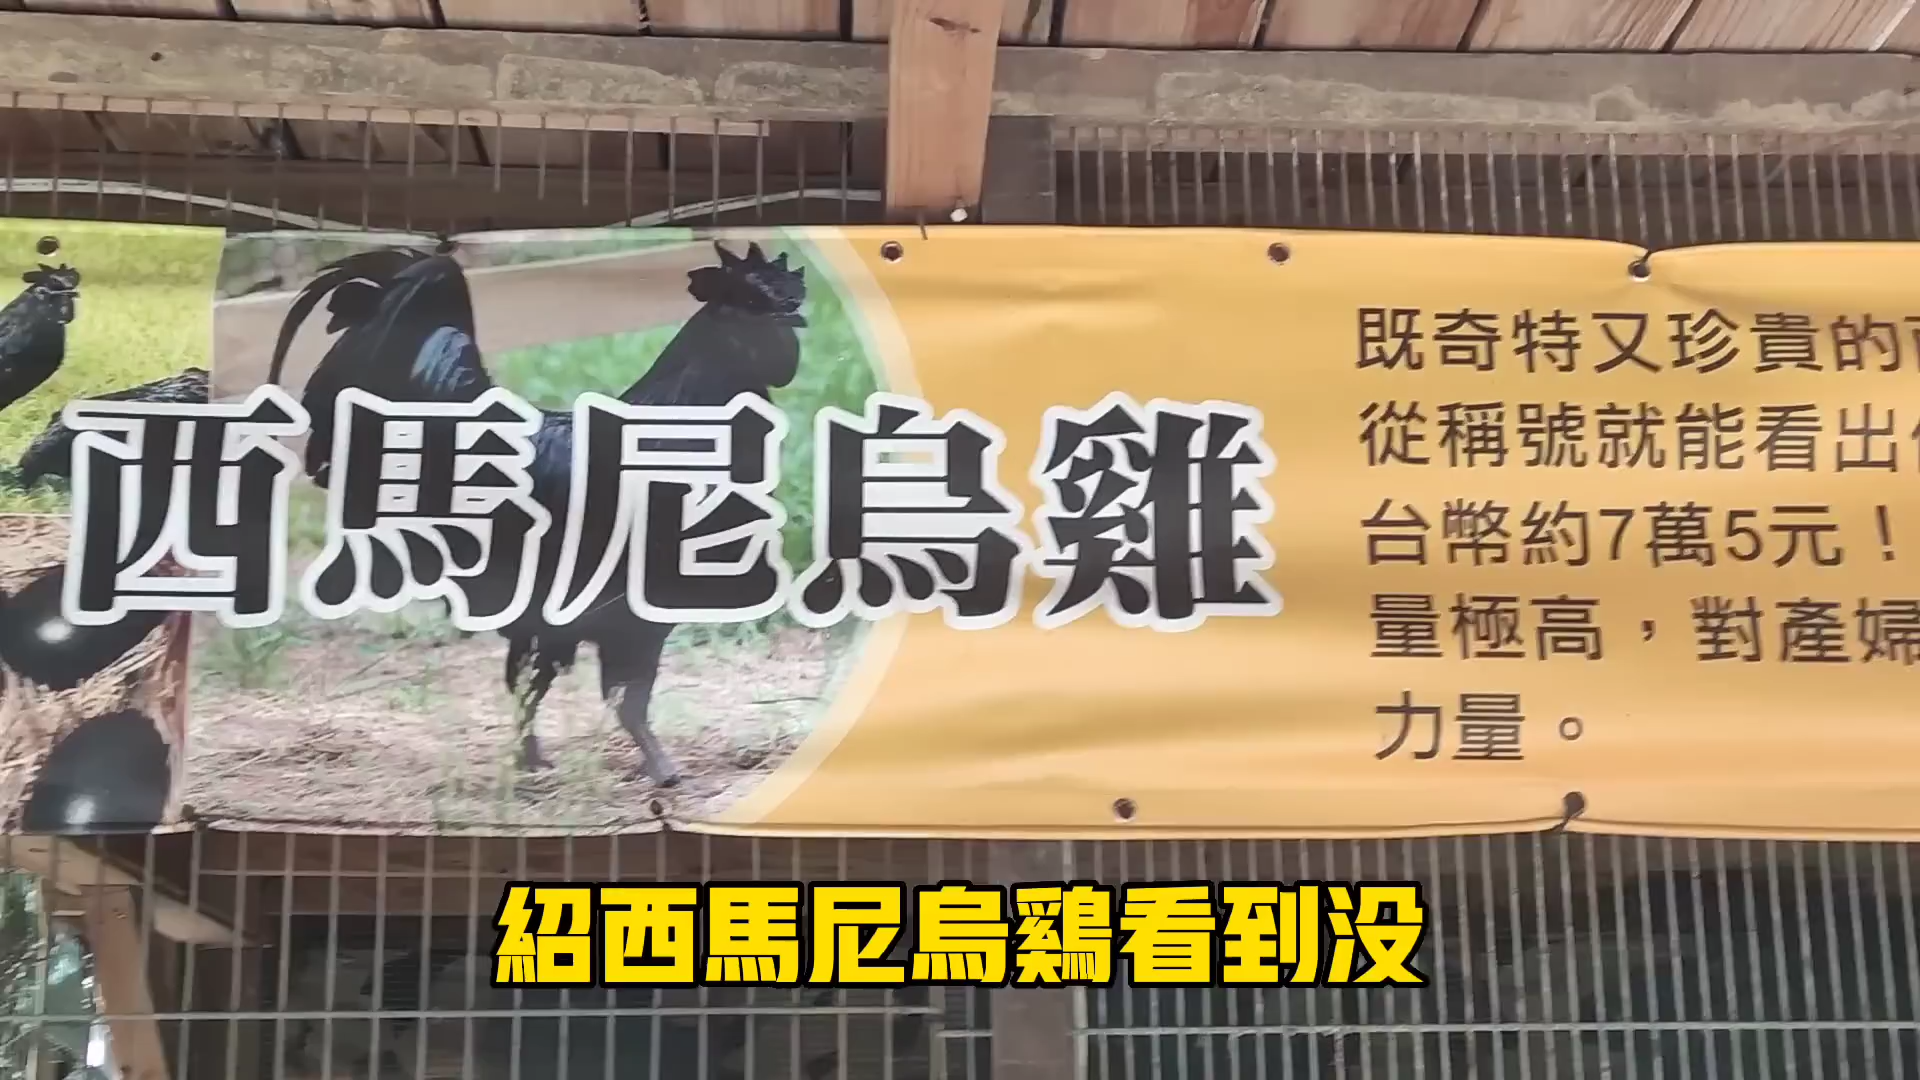 西馬尼烏雞
既奇特又珍貴的
從稱號就能看出
台幣約7萬5元！
量極高，對產婦
力量。
紹西馬尼烏鷄看到没